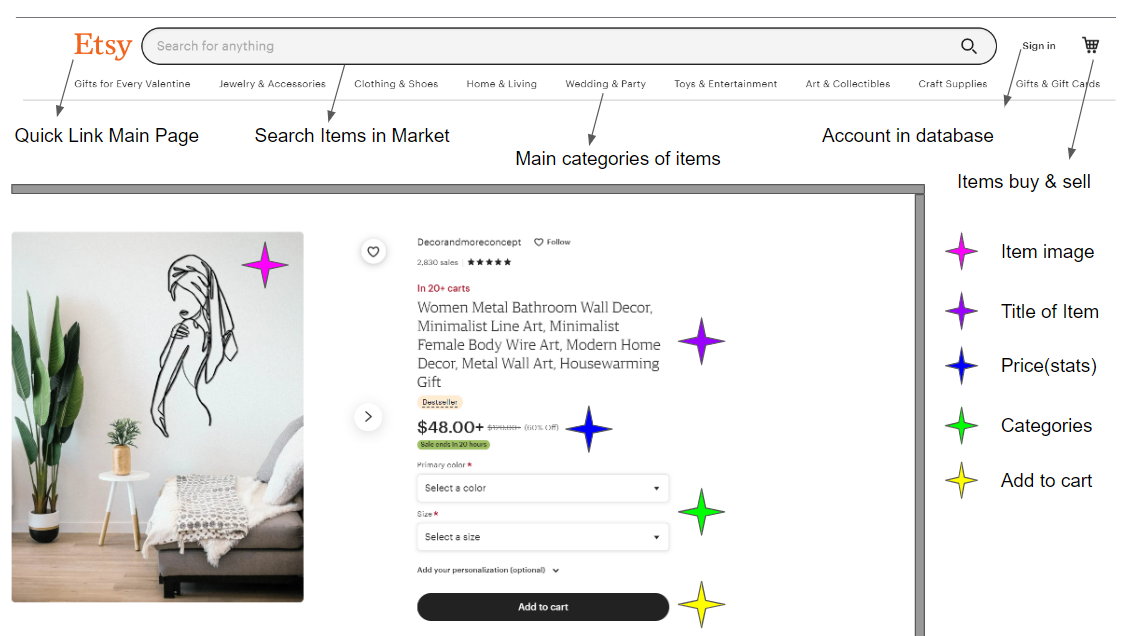 Etsy
Search for anything
Sign in
Gifts for Every Valentine
Jewelry & Accessories
Clothing & Shoes
Home & Living
Wedding & Party
Toys & Entertainment
Art & Collectibles
Craft Supplies
Gifts & Gift Cards
Quick Link Main Page
Search Items in Market
Main categories of items
Account in database
Items buy & sell
Decorandmoreconcept
Follow
2,830 sales
In 20+ carts
Women Metal Bathroom Wall Decor,
Minimalist Line Art, Minimalist
Female Body Wire Art, Modern Home
Decor, Metal Wall Art, Housewarming
Gift
Bestseller
$48.00+ $120.00+ (60% Off)
Sale ends in 20 hours
Primary color *
Select a color
Size *
Select a size
Add your personalization (optional)
Add to cart
Item image
Title of Item
Price(stats)
Categories
Add to cart